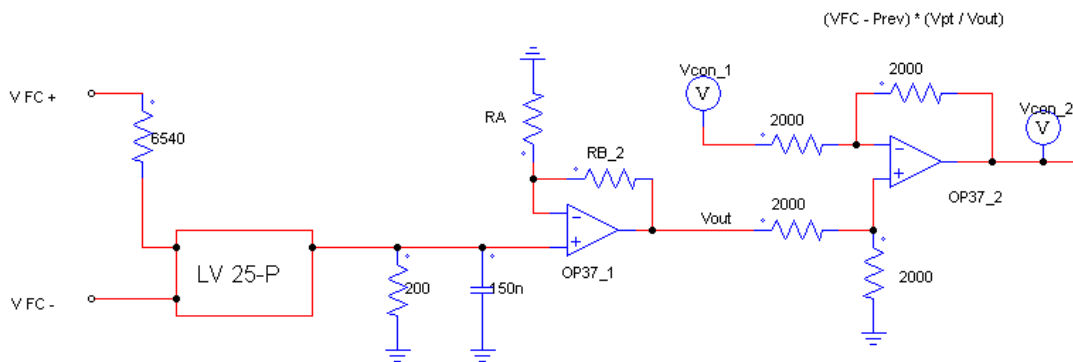 (VFC - Prev) * (Vpt / Vout)
V FC +
6540
RA
RB_2
Vcon_1
2000
2000
Vcon_2
OP37_2
LV 25-P
V FC -
200
150n
OP37_1
Vout
2000
2000